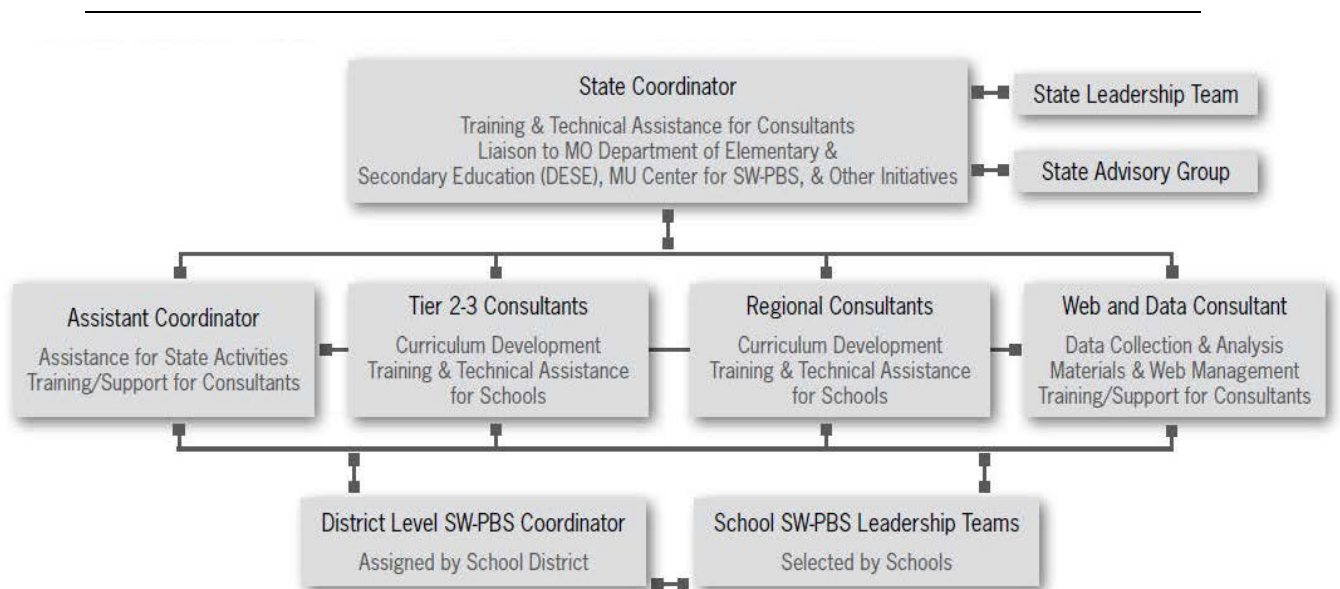 State Coordinator
Training & Technical Assistance for Consultants
Liaison to MO Department of Elementary &
Secondary Education (DESE), MU Center for SW-PBS, & Other Initiatives
State Leadership Team
State Advisory Group
Assistant Coordinator
Assistance for State Activities
Training/Support for Consultants
Tier 2-3 Consultants
Curriculum Development
Training & Technical Assistance
for Schools
Regional Consultants
Curriculum Development
Training & Technical Assistance
for Schools
Web and Data Consultant
Data Collection & Analysis
Materials & Web Management
Training/Support for Consultants
District Level SW-PBS Coordinator
Assigned by School District
School SW-PBS Leadership Teams
Selected by Schools